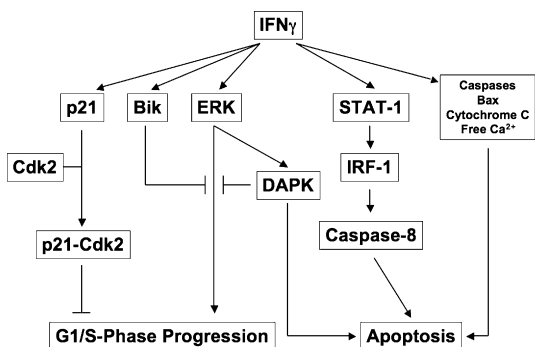 IFNγ
p21
Bik
ERK
STAT-1
Caspases
Bax
Cytochrome C
Free Ca²⁺
Cdk2
DAPK
IRF-1
p21-Cdk2
Caspase-8
G1/S-Phase Progression
Apoptosis